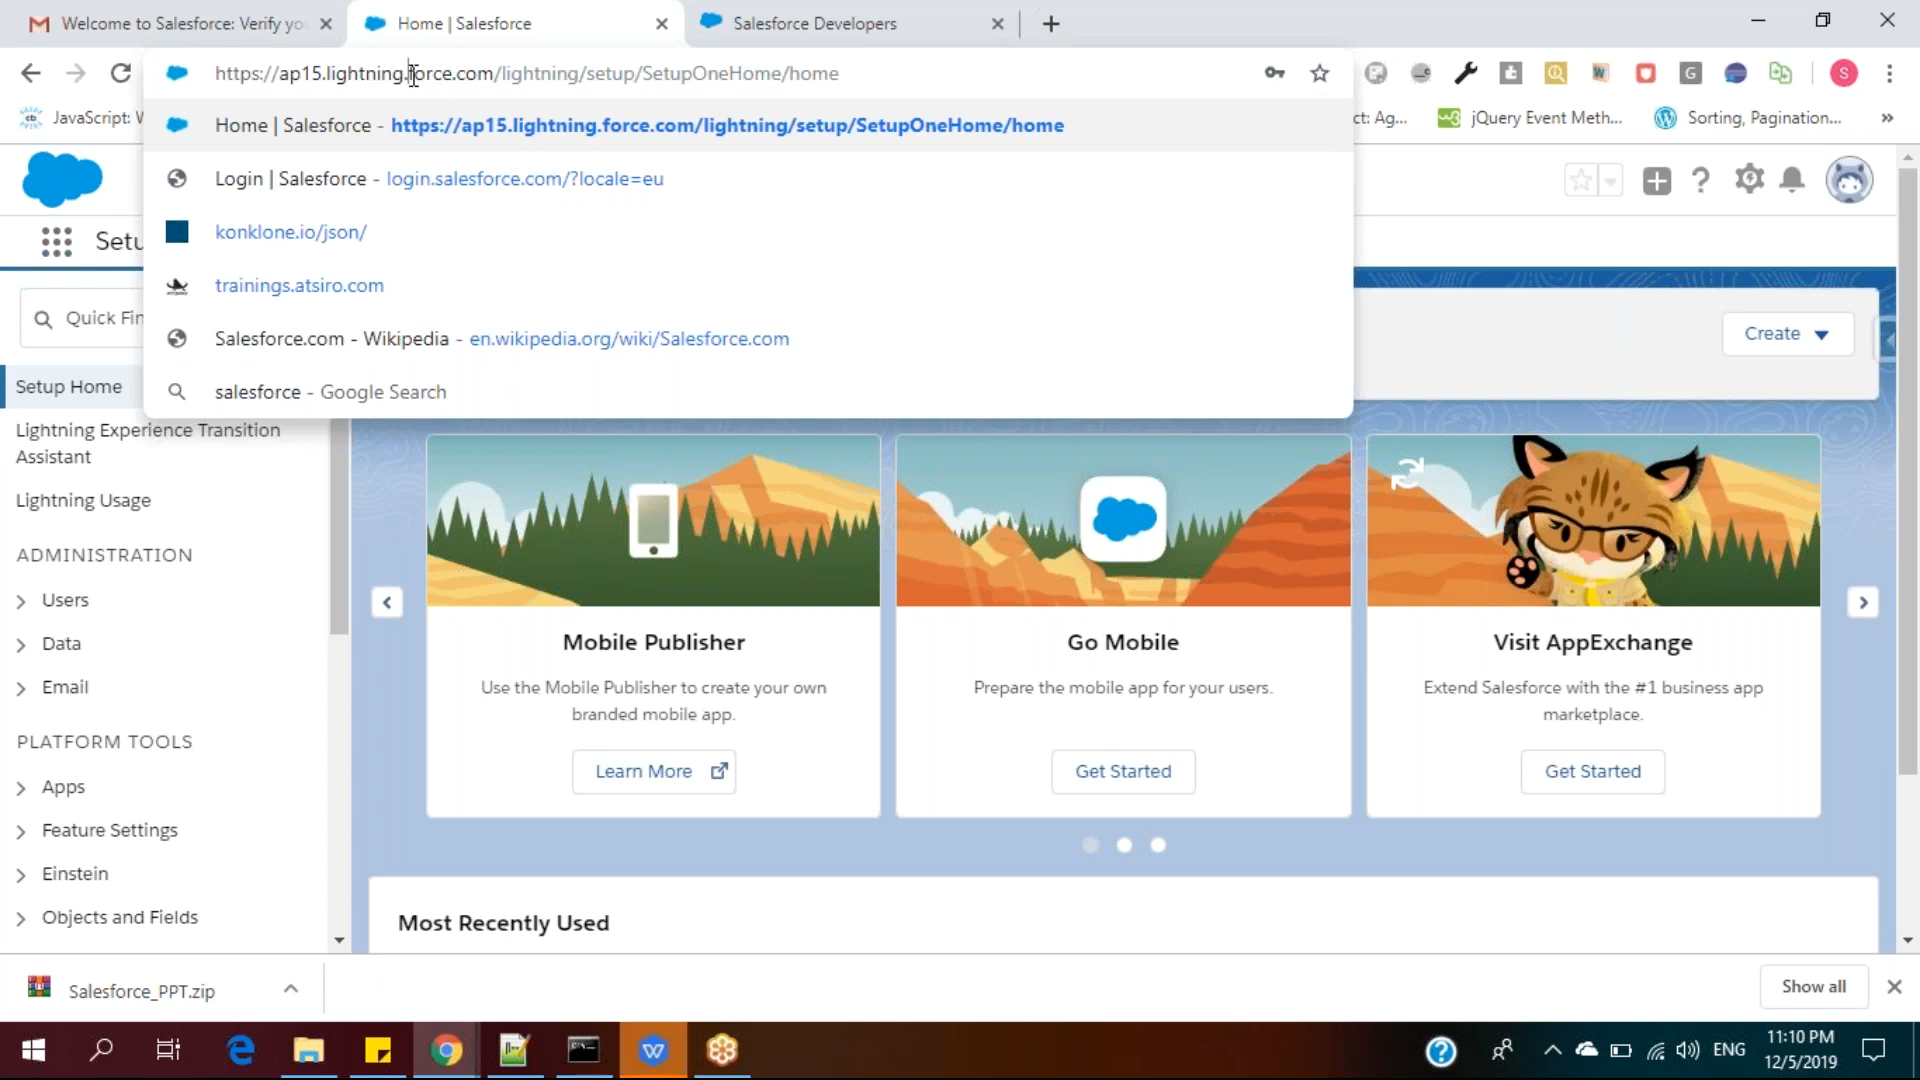 Welcome to Salesforce: Verify yo
Home | Salesforce
Salesforce Developers
https://ap15.lightning.force.com/lightning/setup/SetupOneHome/home
G
S
JavaScript: W
ct: Ag...
jQuery Event Meth...
Sorting, Pagination...
»
Home | Salesforce - https://ap15.lightning.force.com/lightning/setup/SetupOneHome/home
Login | Salesforce - login.salesforce.com/?locale=eu
konklone.io/json/
trainings.atsiro.com
Salesforce.com - Wikipedia - en.wikipedia.org/wiki/Salesforce.com
salesforce - Google Search
Setu
Quick Fin
Create
Setup Home
Lightning Experience Transition
Assistant
Lightning Usage
ADMINISTRATION
Users
Data
Email
PLATFORM TOOLS
Apps
Feature Settings
Einstein
Objects and Fields
Mobile Publisher
Use the Mobile Publisher to create your own
branded mobile app.
Learn More
Go Mobile
Prepare the mobile app for your users.
Get Started
Visit AppExchange
Extend Salesforce with the #1 business app
marketplace.
Get Started
Most Recently Used
Salesforce_PPT.zip
Show all
ENG
11:10 PM
12/5/2019